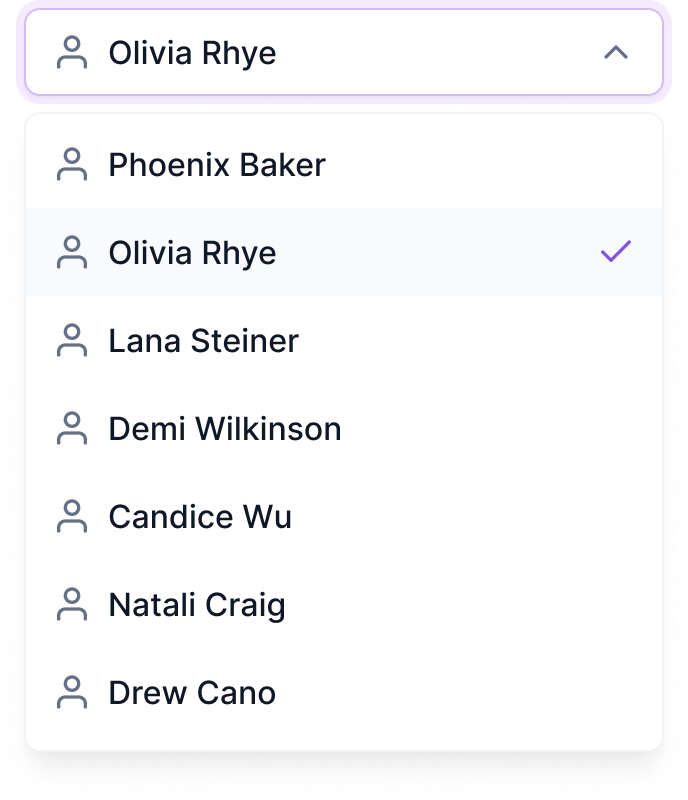 Olivia Rhye
Phoenix Baker
Olivia Rhye
Lana Steiner
Demi Wilkinson
Candice Wu
Natali Craig
Drew Cano